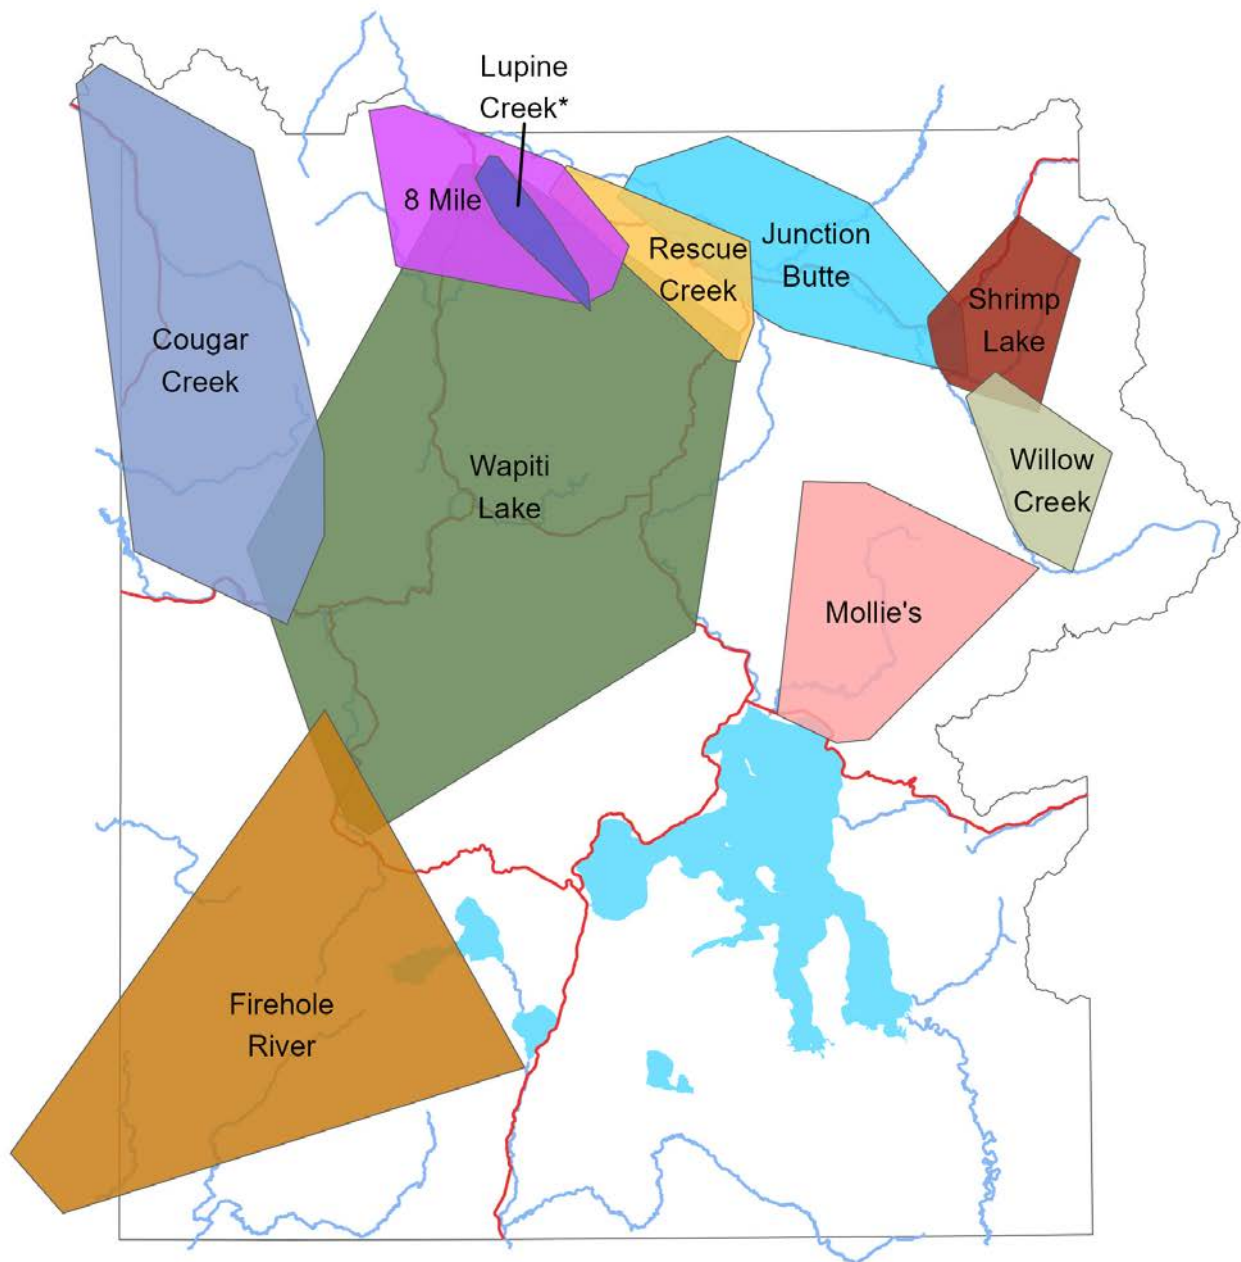 Lupine
Creek*
8 Mile
Rescue
Creek
Junction
Butte
Shrimp
Lake
Cougar
Creek
Wapiti
Lake
Willow
Creek
Mollie's
Firehole
River